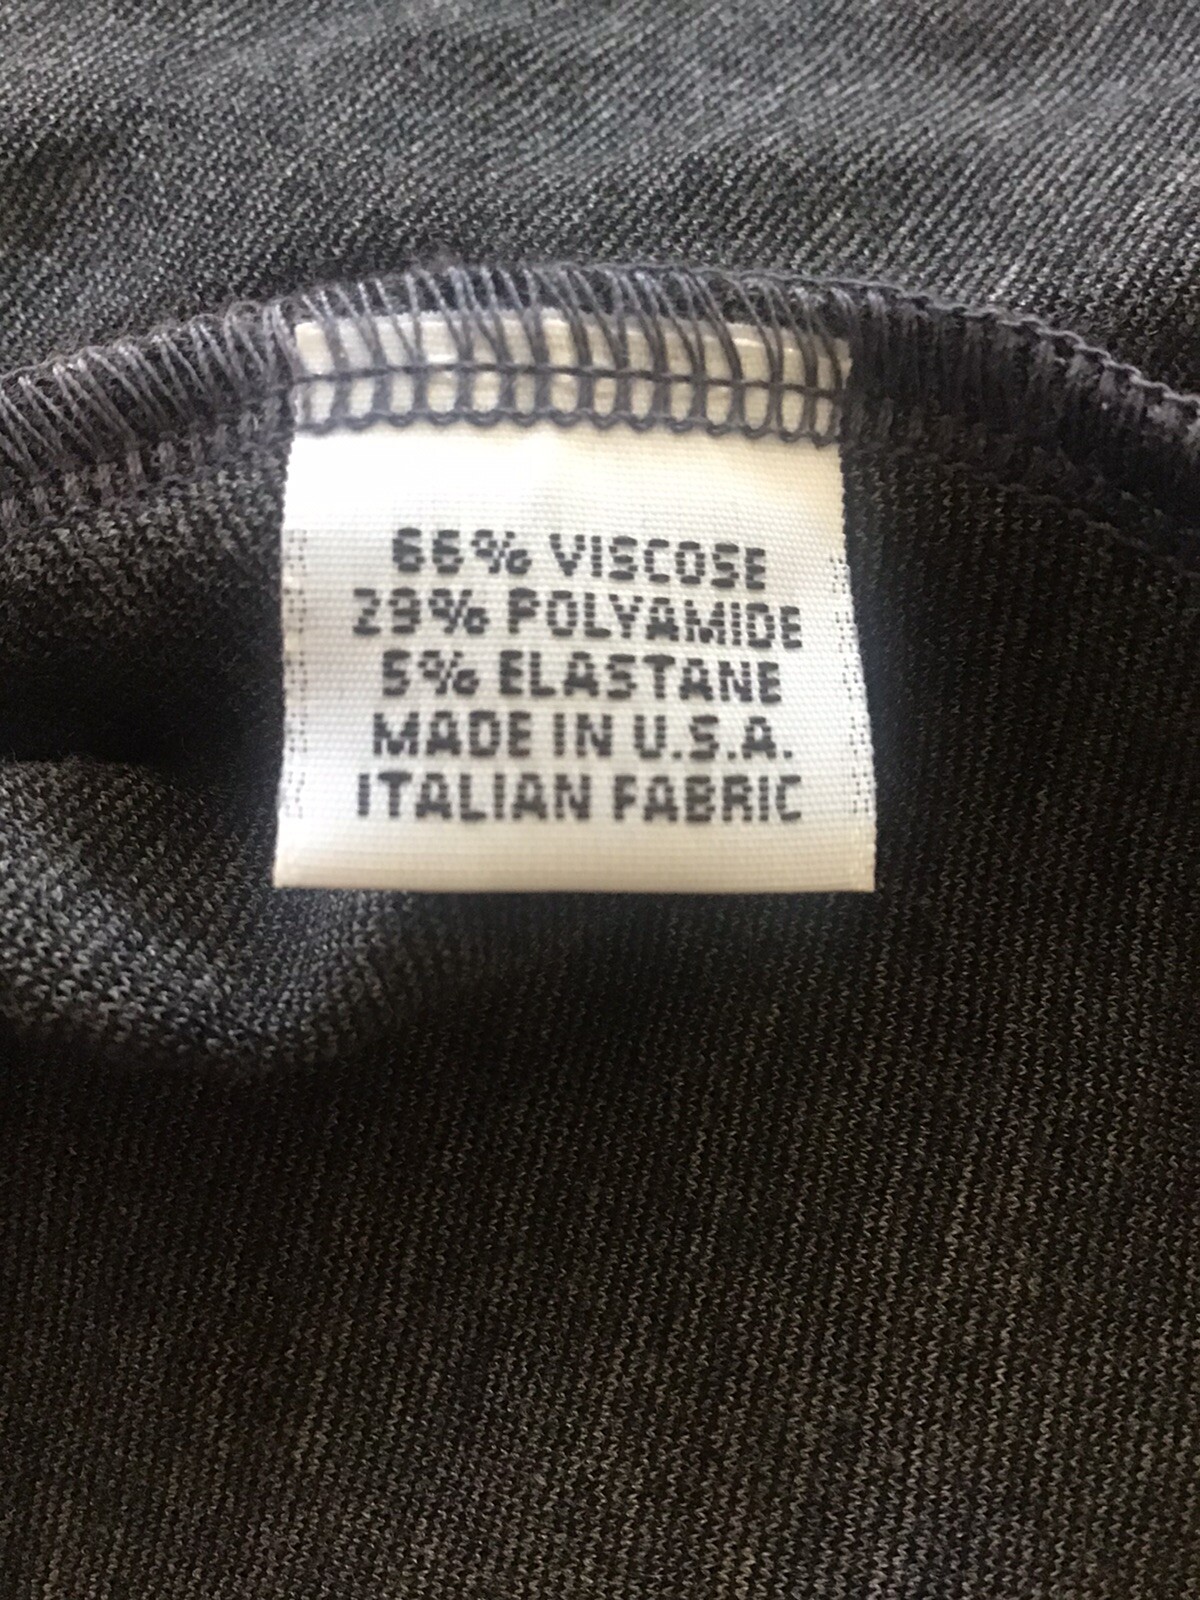 66% VISCOSE
29% POLYAMIDE
5% ELASTANE
MADE IN U.S.A.
ITALIAN FABRIC